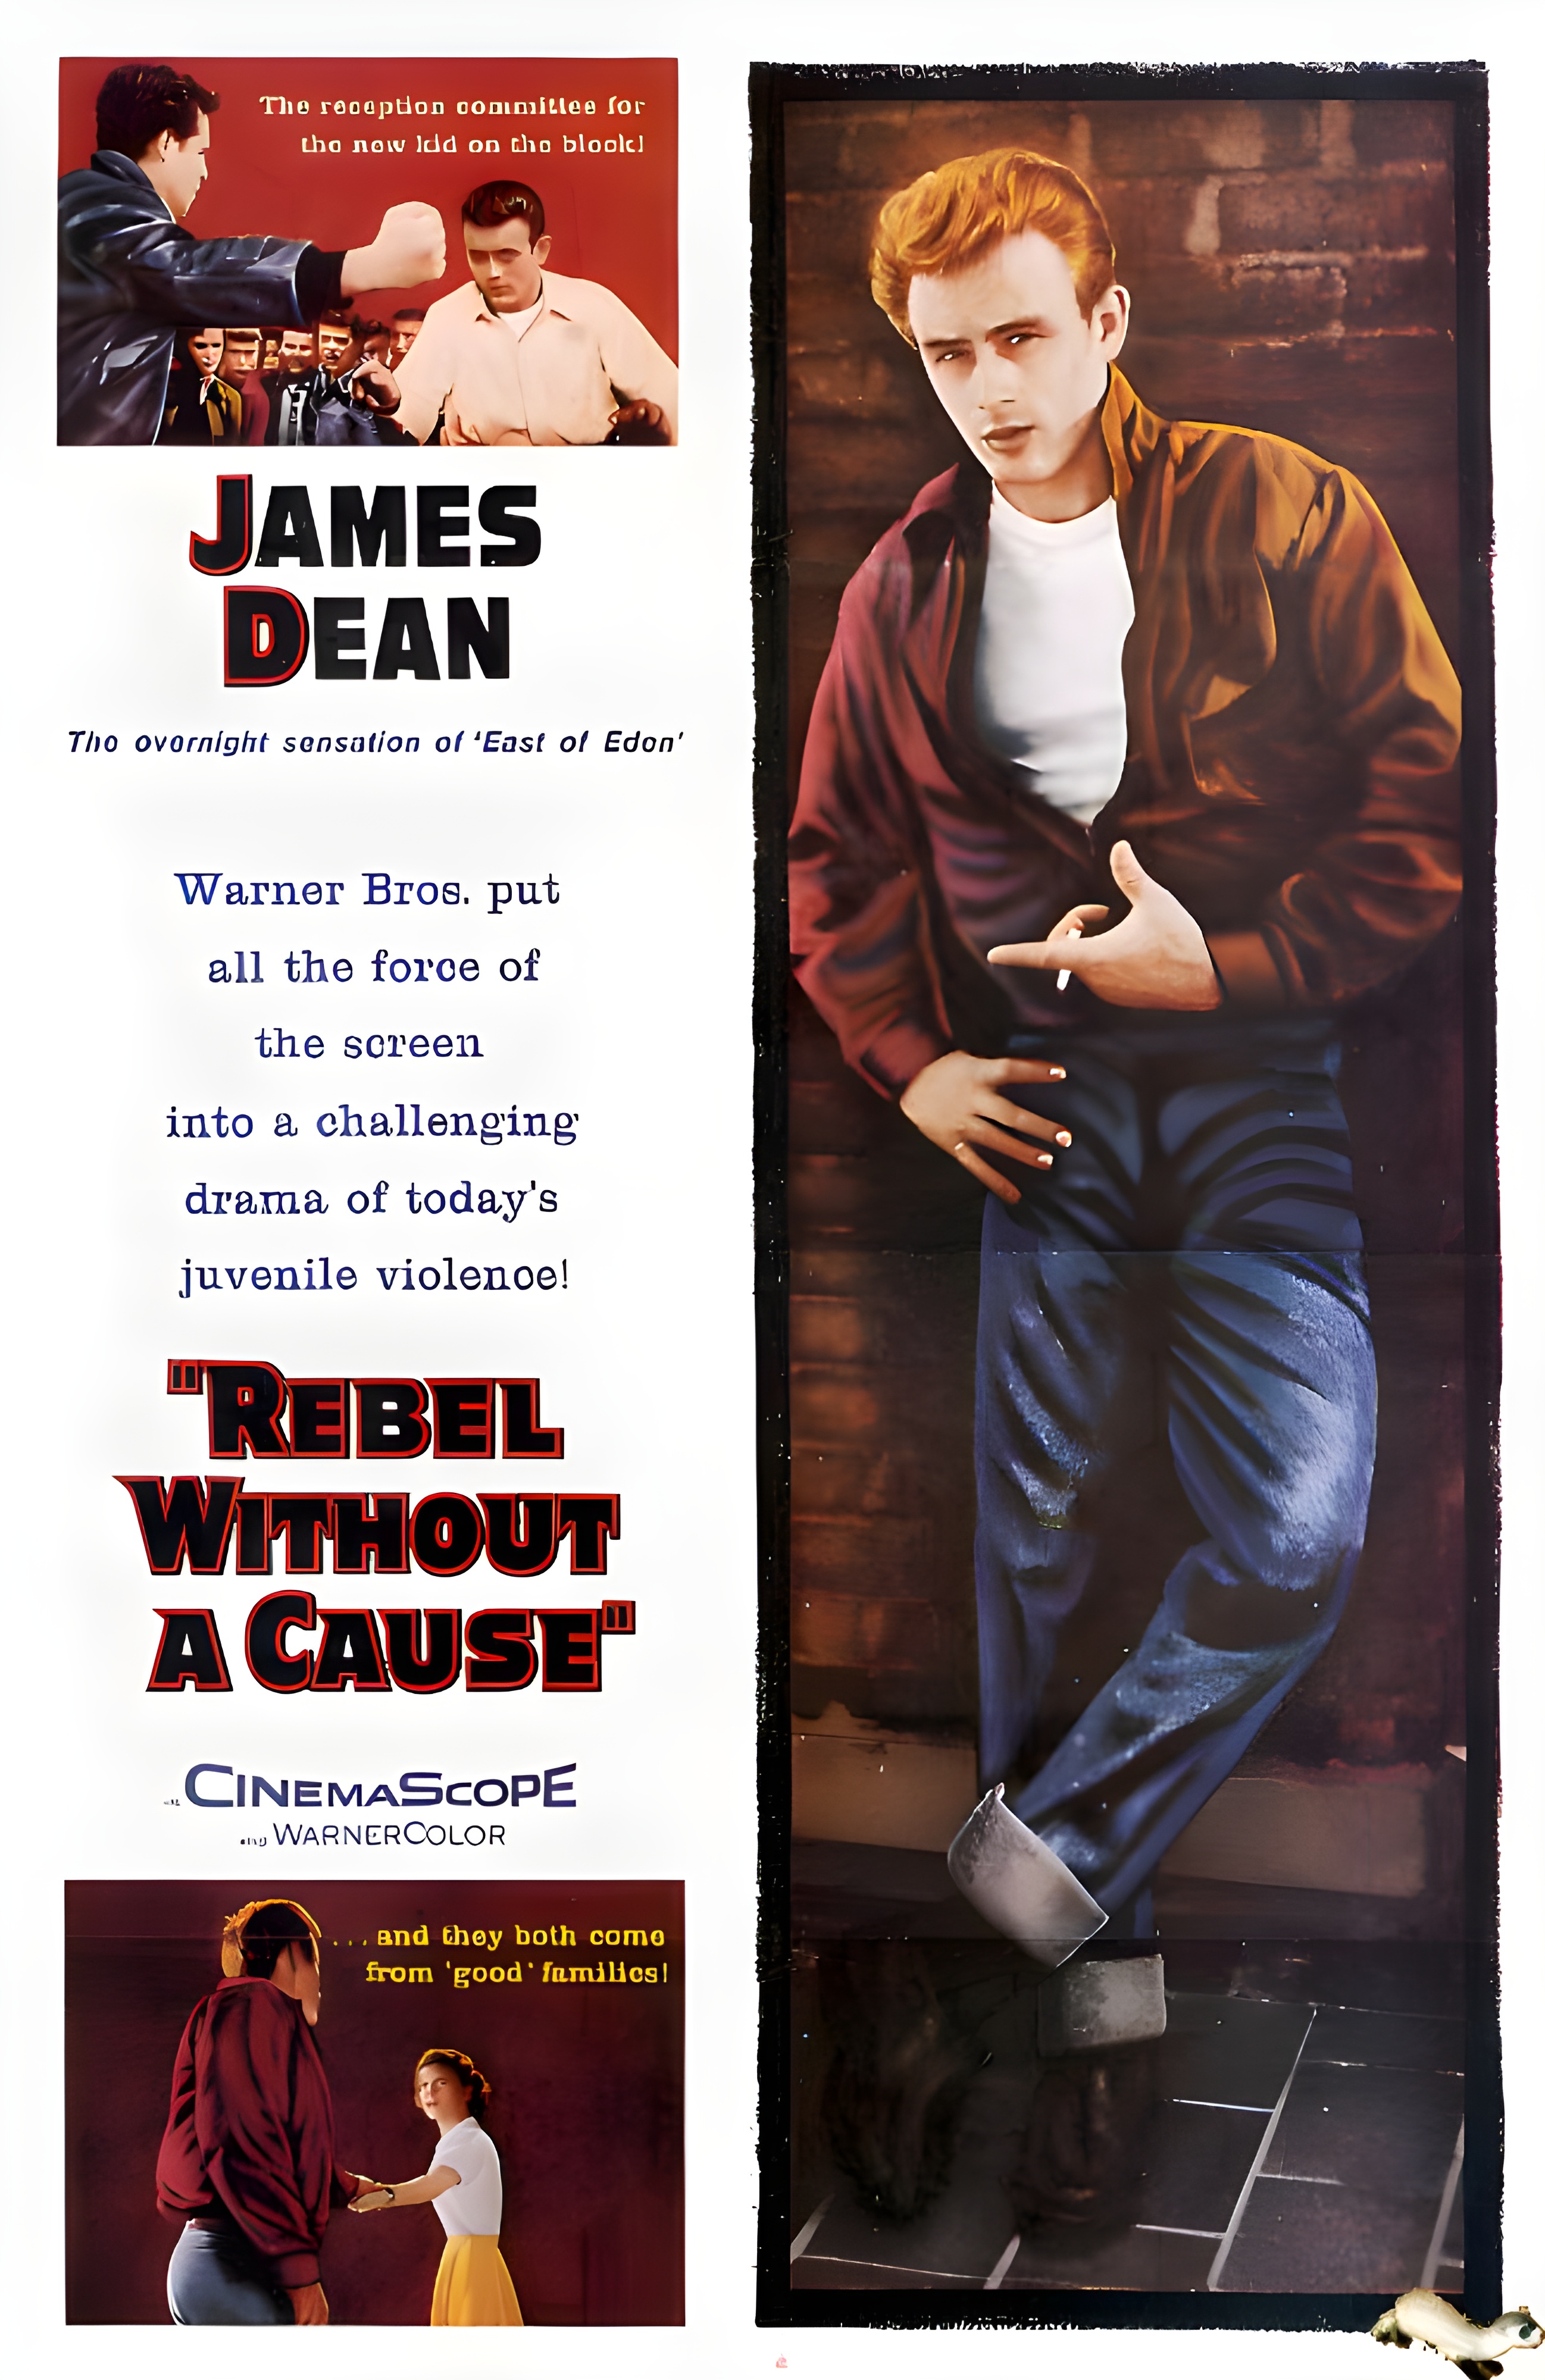 The reception committee for
the new kid on the block!
JAMES
DEAN
The overnight sensation of 'East of Eden'
Warner Bros. put
all the force of
the screen
into a challenging
drama of today's
juvenile violence!
"REBEL
WITHOUT
A CAUSE"
CINEMASCOPE
WARNERCOLOR
...and they both come
from 'good' families!